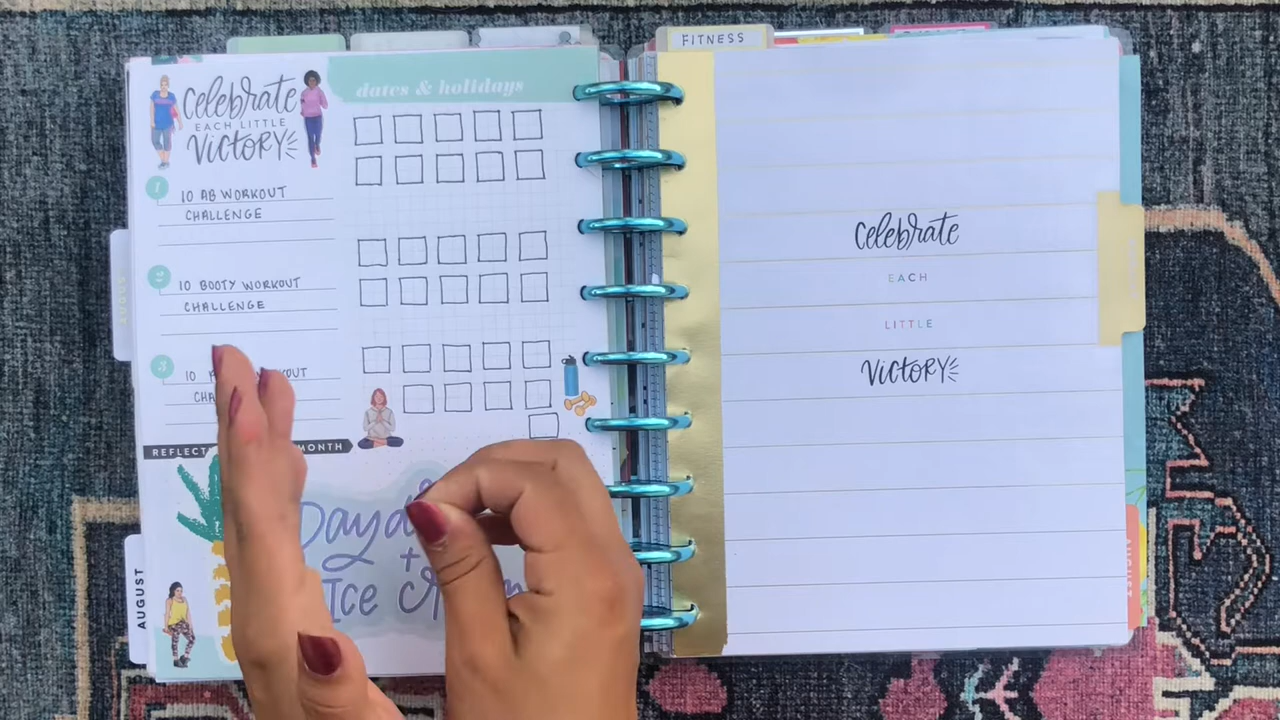 FITNESS
celebrate
EACH LITTLE
VICTORY
dates & holidays
1
10 AB WORKOUT
CHALLENGE
2
10 BOOTY WORKOUT
CHALLENGE
3
10
REFLECT MONTH
+
ICE
AUGUST
celebrate
EACH
LITTLE
VICTORY